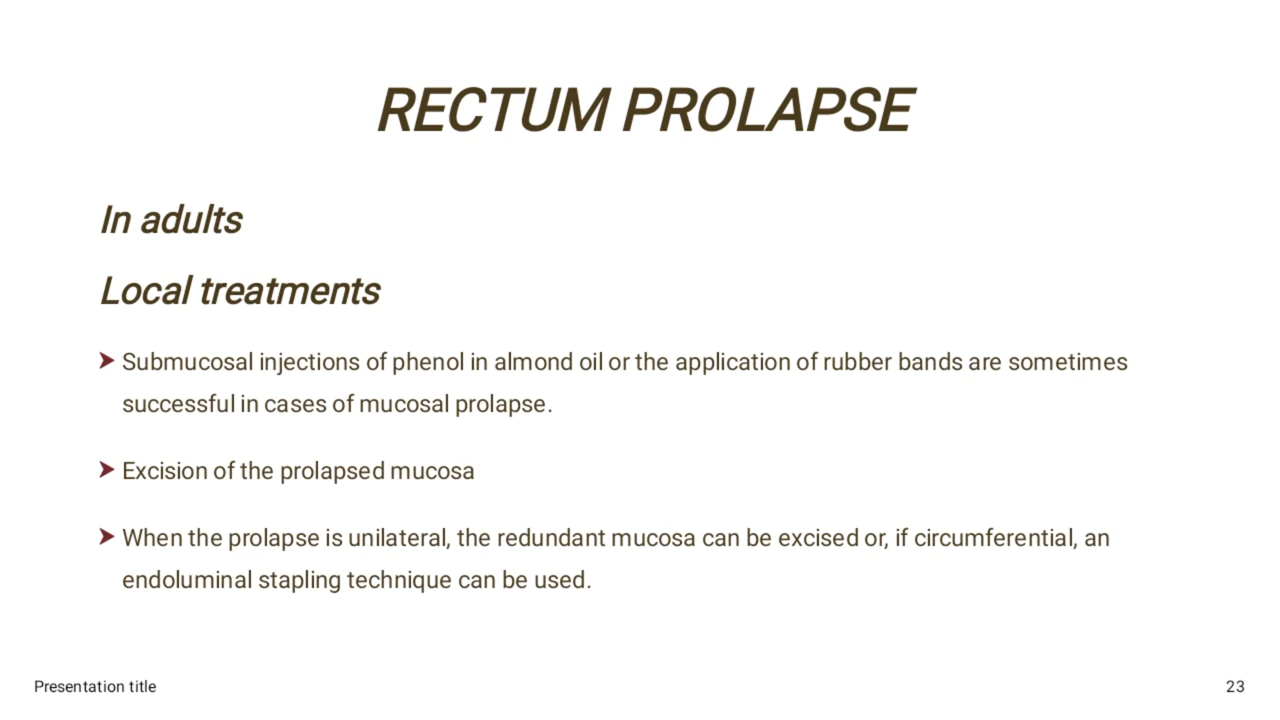 RECTUM PROLAPSE
In adults
Local treatments
➤ Submucosal injections of phenol in almond oil or the application of rubber bands are sometimes
successful in cases of mucosal prolapse.
➤ Excision of the prolapsed mucosa
➤ When the prolapse is unilateral, the redundant mucosa can be excised or, if circumferential, an
endoluminal stapling technique can be used.
Presentation title
23